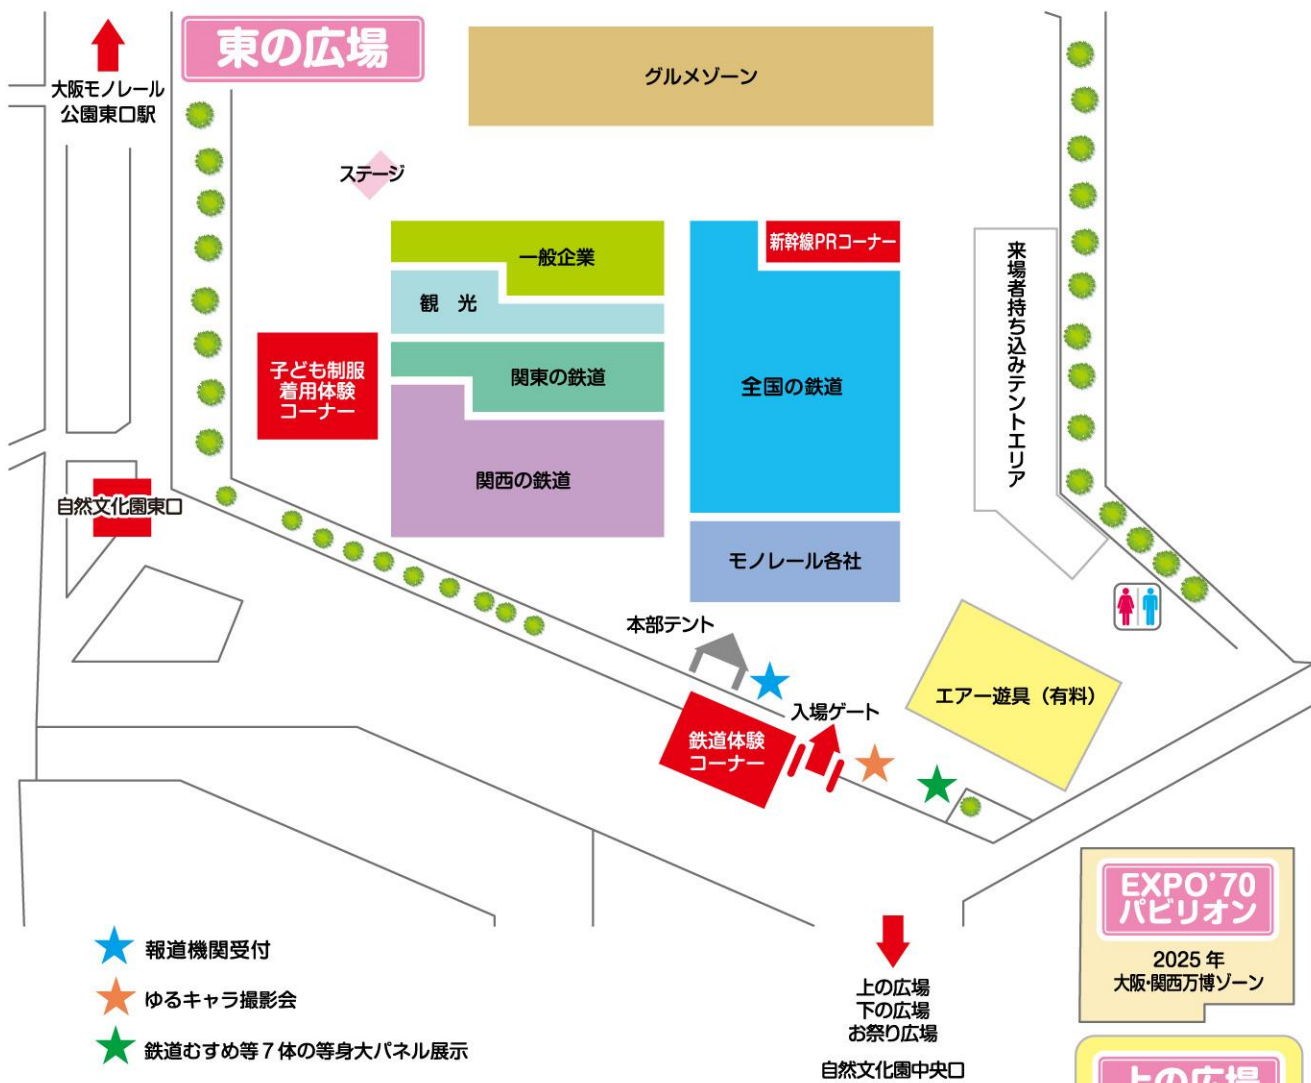 東の広場
大阪モノレール
公園東口駅
グルメゾーン
ステージ
一般企業
新幹線PRコーナー
観 光
来場者持ち込みテントエリア
子ども制服
着用体験
コーナー
関東の鉄道
全国の鉄道
関西の鉄道
自然文化園東口
モノレール各社
本部テント
エアー遊具（有料）
入場ゲート
鉄道体験
コーナー
EXPO'70
パビリオン
2025年
大阪・関西万博ゾーン
報道機関受付
ゆるキャラ撮影会
鉄道むすめ等7体の等身大パネル展示
上の広場
下の広場
お祭り広場
自然文化園中央口
上の広場